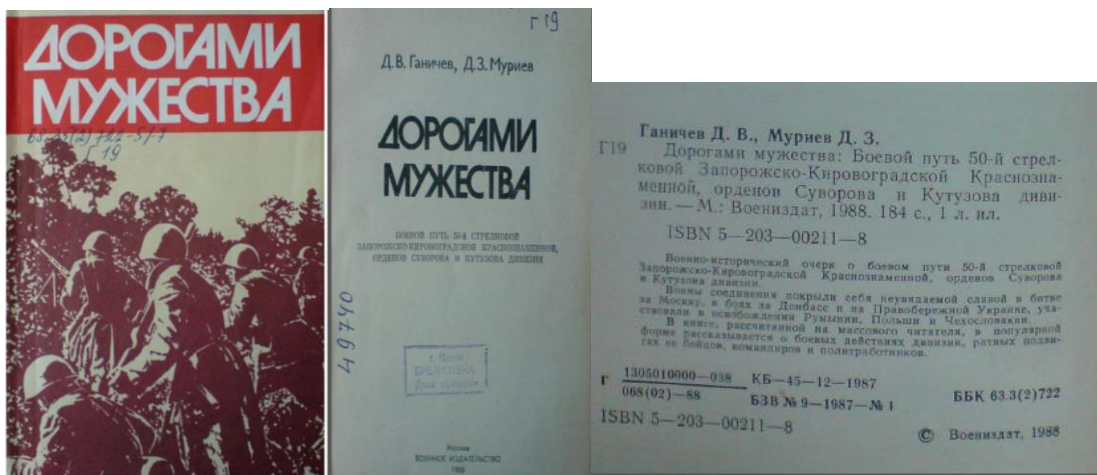 ДОРОГАМИ
МУЖЕСТВА
Г 19
Г 19
Д. В. Ганичев, Д. З. Муриев
ДОРОГАМИ
МУЖЕСТВА
БОЕВОЙ ПУТЬ 50-Й СТРЕЛКОВОЙ
ЗАПОРОЖСКО-КИРОВОГРАДСКОЙ КРАСНОЗНАМЕННОЙ,
ОРДЕНОВ СУВОРОВА И КУТУЗОВА ДИВИЗИИ
49740
Москва
ВОЕННОЕ ИЗДАТЕЛЬСТВО
1988
Ганичев Д. В., Муриев Д. З.
Г19 Дорогами мужества: Боевой путь 50-й стрел-
ковой Запорожско-Кировоградской Краснозна-
менной, орденов Суворова и Кутузова диви-
зии. — М.: Воениздат, 1988. 184 с., 1 л. ил.
ISBN 5—203—00211—8
Военно-исторический очерк о боевом пути 50-й стрелковой
Запорожско-Кировоградской Краснознаменной, орденов Суворова
и Кутузова дивизии.
Воины соединения покрыли себя неувядаемой славой в битве
за Москву, в боях за Донбасс и на Правобережной Украине, уча-
ствовали в освобождении Румынии, Польши и Чехословакии.
В книге, рассчитанной на массового читателя, в популярной
форме рассказывается о боевых действиях дивизии, ратных подви-
гах ее бойцов, командиров и политработников.
Г 1305010000—038 КБ—45—12—1987
068(02)—88 БЗВ № 9—1987—№ 1 ББК 63.3(2)722
ISBN 5—203—00211—8
© Воениздат, 1988